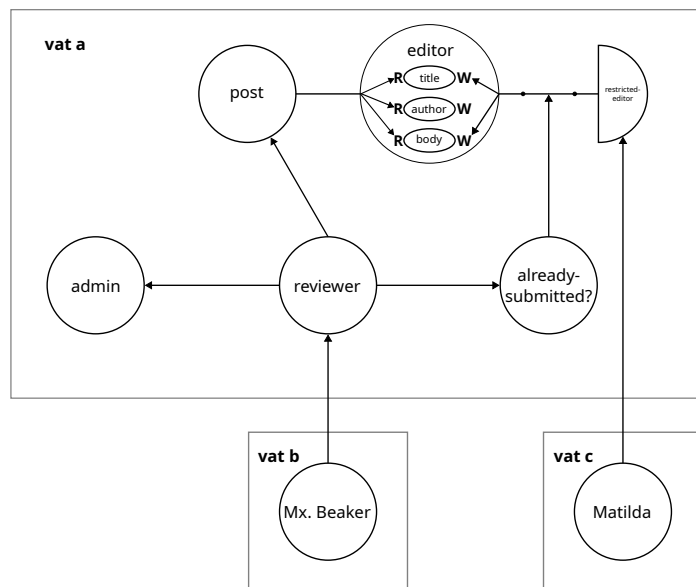 vat a
editor
post
R title W
R author W
R body W
restricted-
editor
admin
reviewer
already-
submitted?
vat b
Mx. Beaker
vat c
Matilda